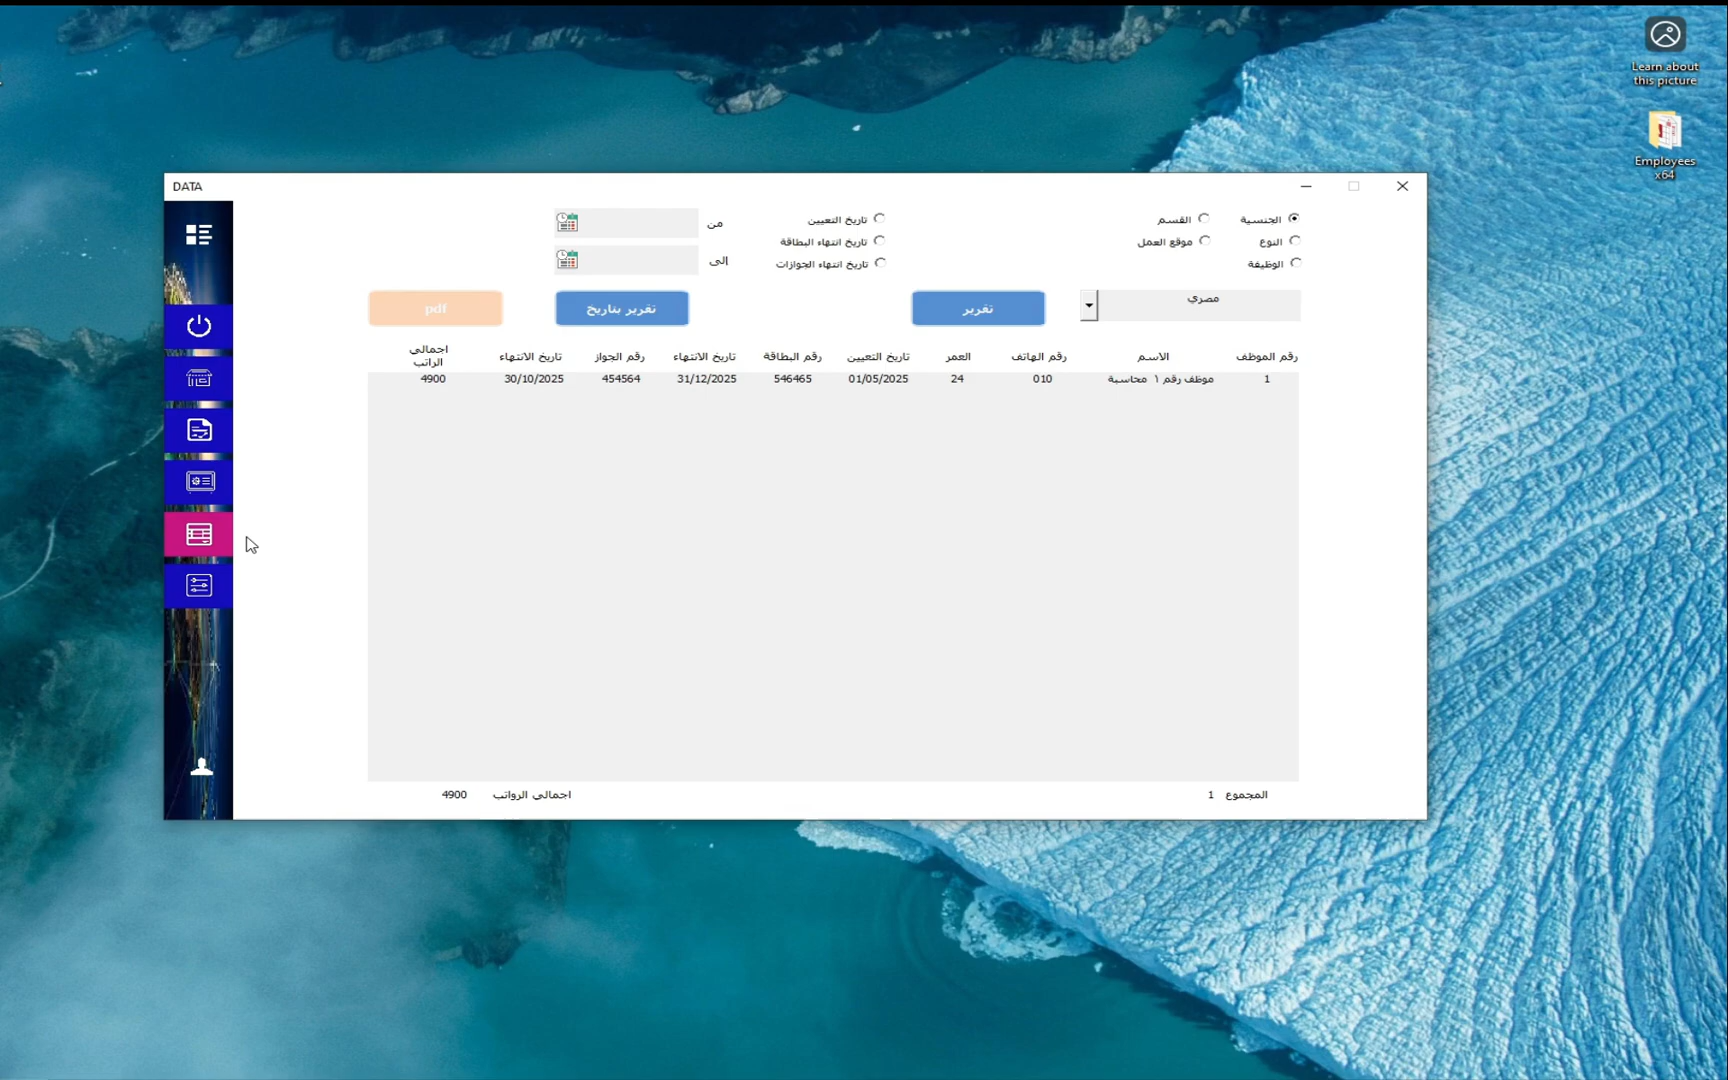 Learn about
this picture
Employees
x64
DATA
الجنسية
القسم
تاريخ التعيين
من
النوع
موقع العمل
تاريخ انتهاء البطاقة
الوظيفة
تاريخ انتهاء الجوازات
إلى
مصري
تقرير
تقرير بتاريخ
pdf
رقم الموظف الاسم رقم الهاتف العمر تاريخ التعيين رقم البطاقة تاريخ الانتهاء رقم الجواز تاريخ الانتهاء اجمالي
الراتب
1 موظف رقم ١ محاسبة 010 24 01/05/2025 546465 31/12/2025 454564 30/10/2025 4900
المجموع 1 اجمالي الرواتب 4900